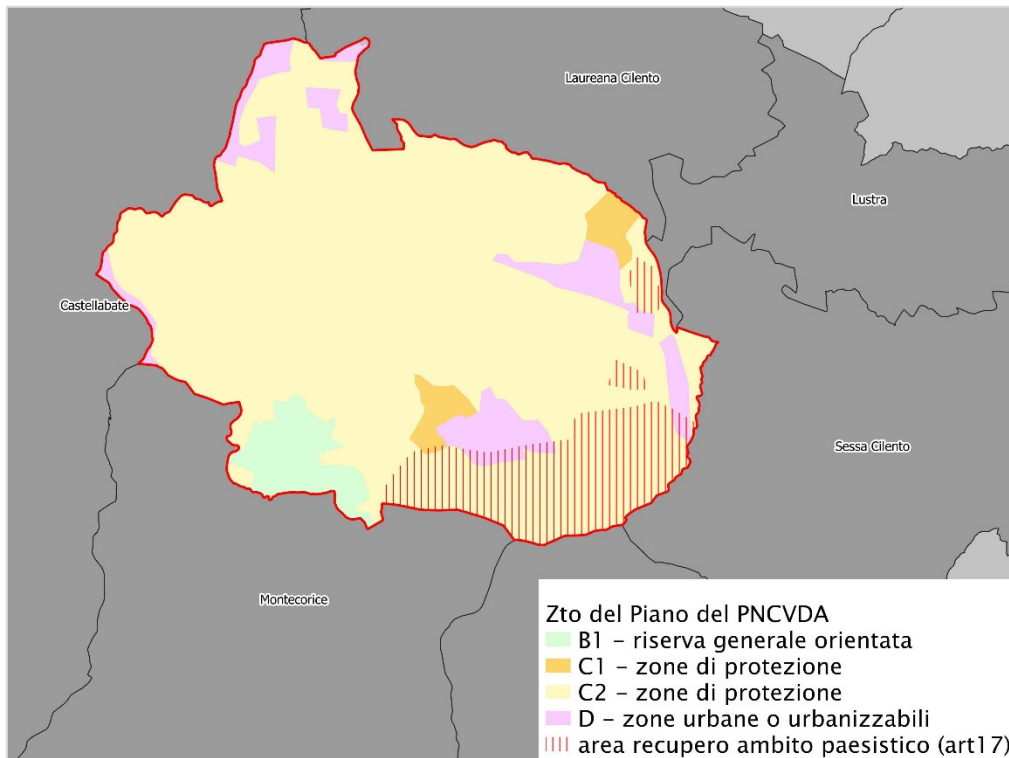 Laureana Cilento
Lustra
Castellabate
Sessa Cilento
Montecorice
Zto del Piano del PNCVDA
B1 – riserva generale orientata
C1 – zone di protezione
C2 – zone di protezione
D – zone urbane o urbanizzabili
area recupero ambito paesistico (art17)